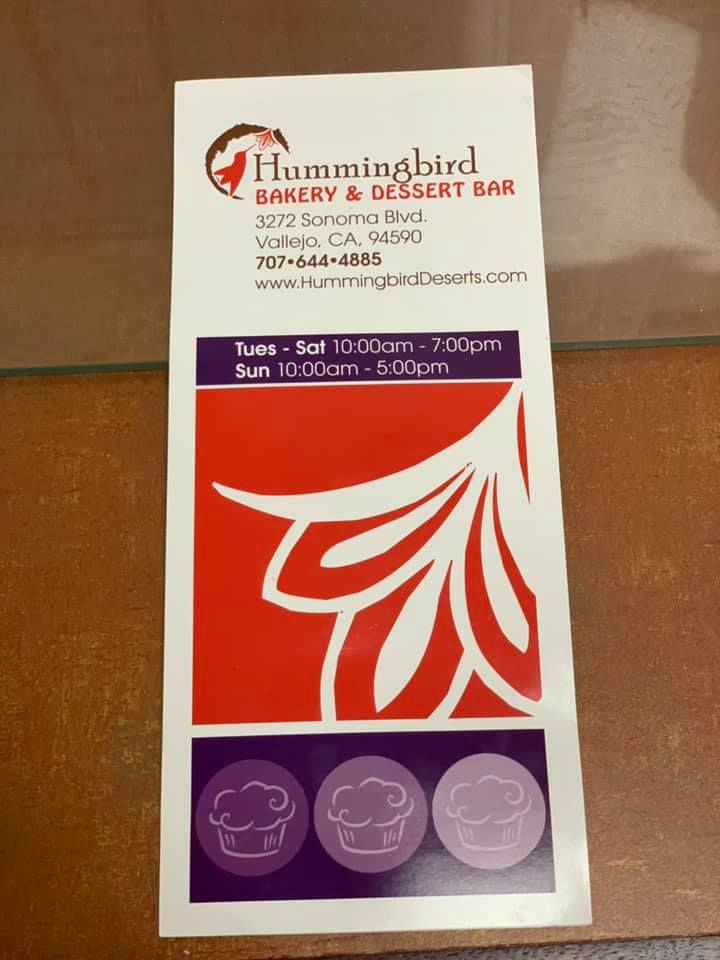 Hummingbird
BAKERY & DESSERT BAR
3272 Sonoma Blvd.
Vallejo, CA, 94590
707•644•4885
www.HummingbirdDeserts.com
Tues - Sat 10:00am - 7:00pm
Sun 10:00am - 5:00pm